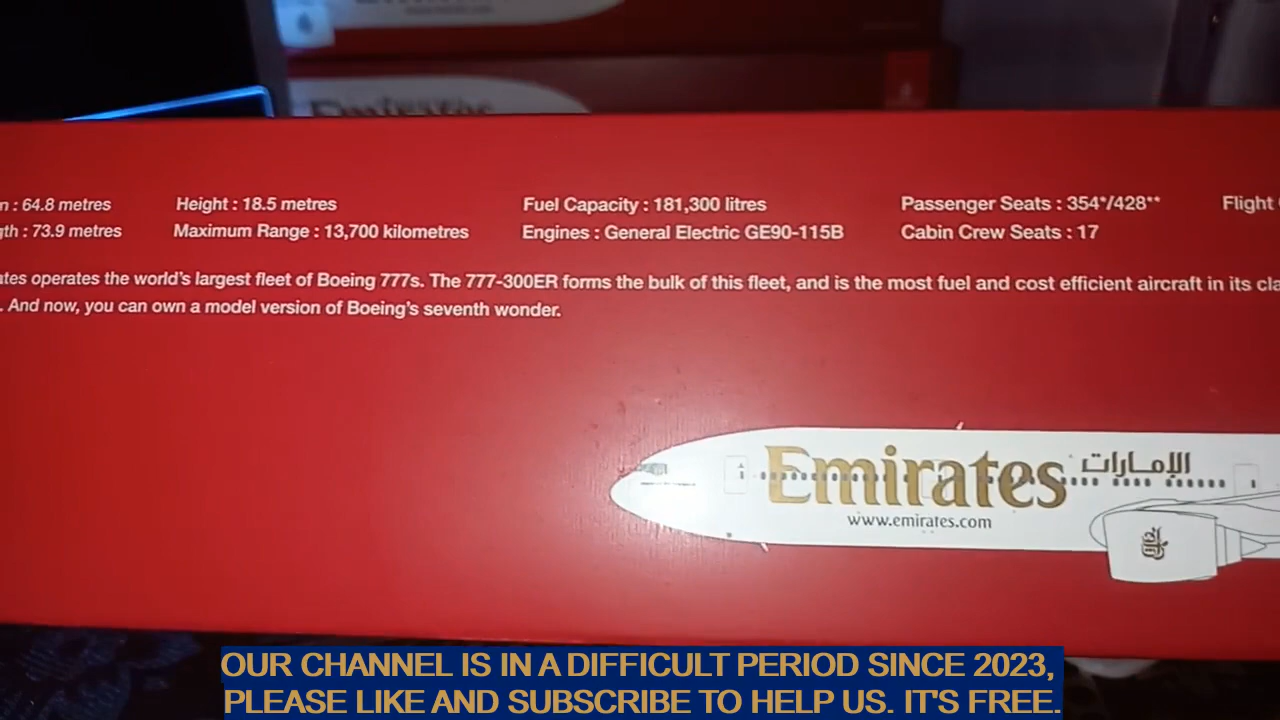 n : 64.8 metres Height : 18.5 metres Fuel Capacity : 181,300 litres Passenger Seats : 354*/428** Flight
gth : 73.9 metres Maximum Range : 13,700 kilometres Engines : General Electric GE90-115B Cabin Crew Seats : 17
ates operates the world's largest fleet of Boeing 777s. The 777-300ER forms the bulk of this fleet, and is the most fuel and cost efficient aircraft in its cla
. And now, you can own a model version of Boeing's seventh wonder.
Emirates الإمارات
www.emirates.com
OUR CHANNEL IS IN A DIFFICULT PERIOD SINCE 2023,
PLEASE LIKE AND SUBSCRIBE TO HELP US. IT'S FREE.